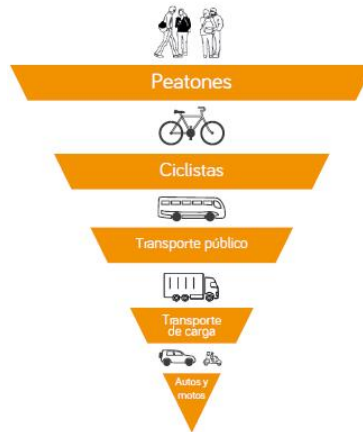 Peatones
Ciclistas
Transporte público
Transporte
de carga
Autos y
motos